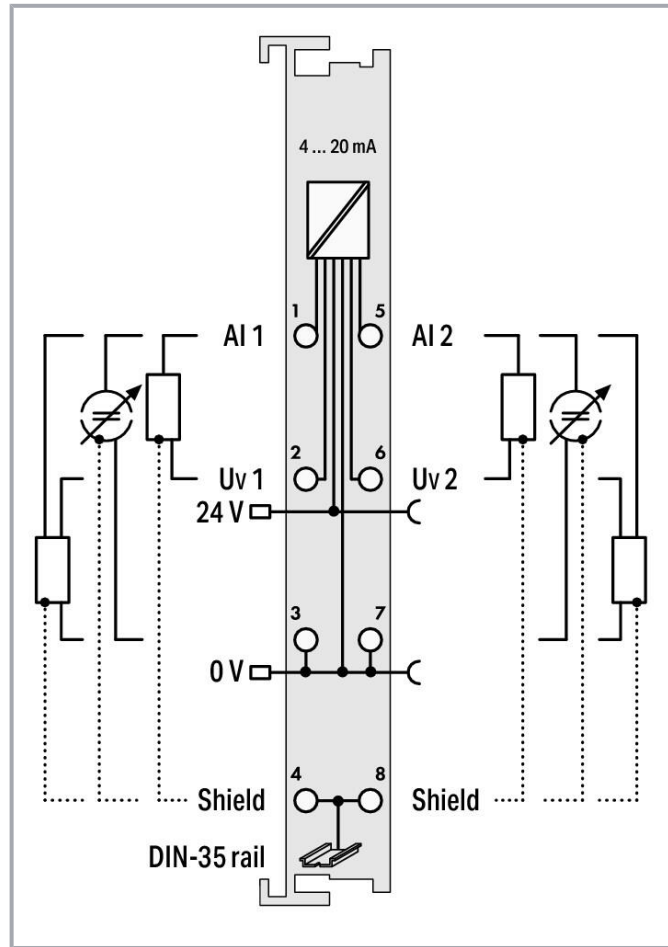 4 ... 20 mA
1 5
AI 1 AI 2
2 6
Uv 1 Uv 2
24 V
3 7
0 V
4 8
Shield Shield
DIN-35 rail